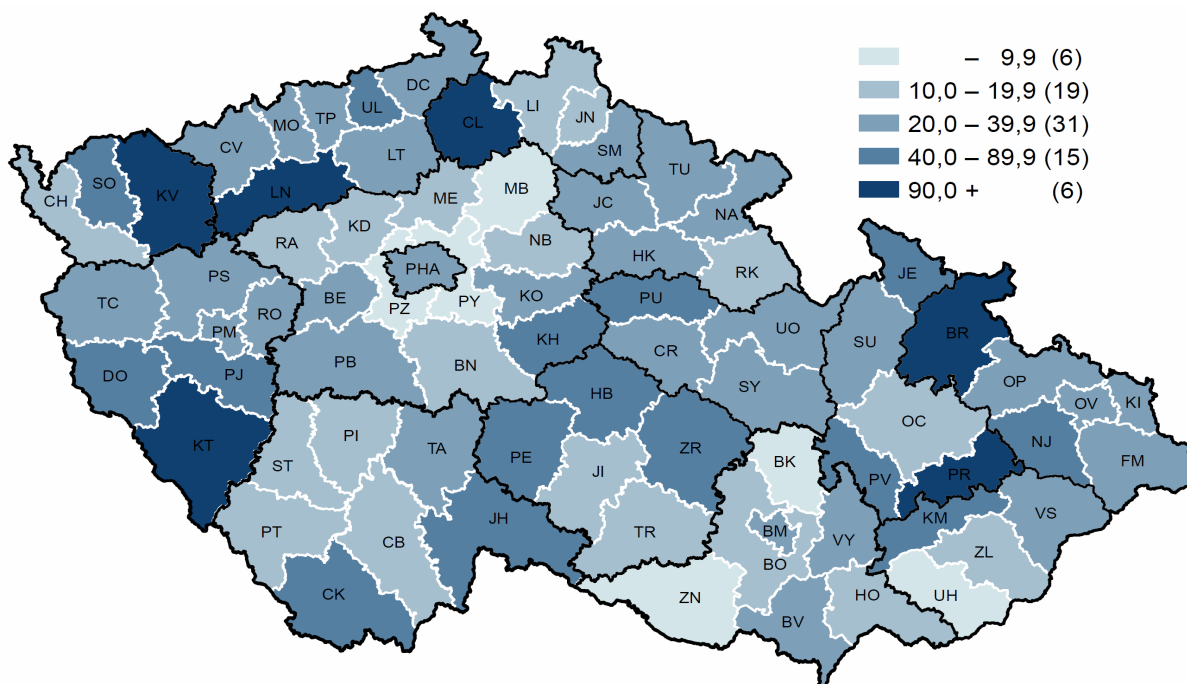 – 9,9 (6)
10,0 – 19,9 (19)
20,0 – 39,9 (31)
40,0 – 89,9 (15)
90,0 + (6)
DC
UL
LI
JN
MO
TP
CL
CV
LT
SM
TU
SO
KV
LN
MB
CH
ME
JC
NA
KD
NB
RA
HK
RK
PHA
JE
PS
TC
BE
KO
PU
RO
PZ
PY
UO
PM
BR
KH
SU
CR
PB
BN
DO
PJ
SY
OP
HB
OV
KI
OC
KT
PI
TA
ZR
NJ
ST
PE
BK
FM
JI
PV
PR
JH
KM
VS
PT
CB
TR
BM
VY
ZL
BO
CK
ZN
HO
UH
BV